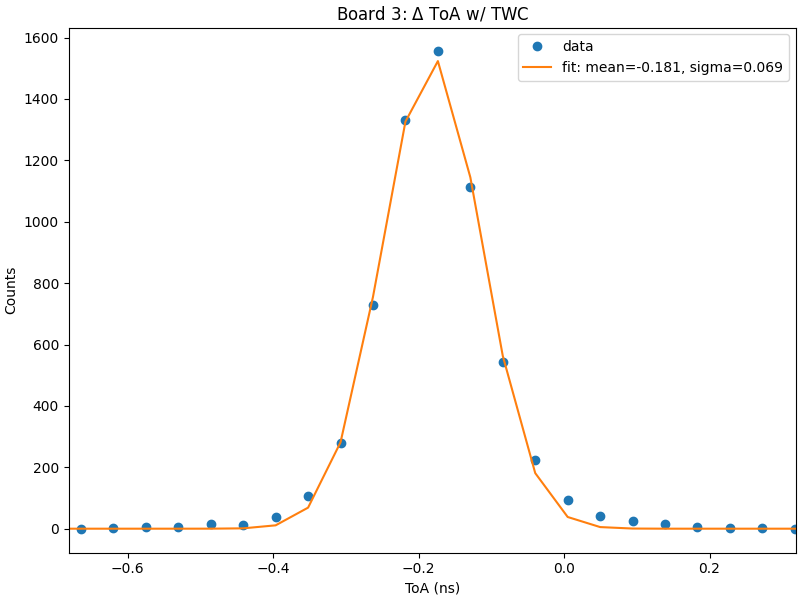 Board 3: Δ ToA w/ TWC
data
fit: mean=-0.181, sigma=0.069
1600
1400
1200
1000
800
600
400
200
0
Counts
−0.6 −0.4 −0.2 0.0 0.2
ToA (ns)